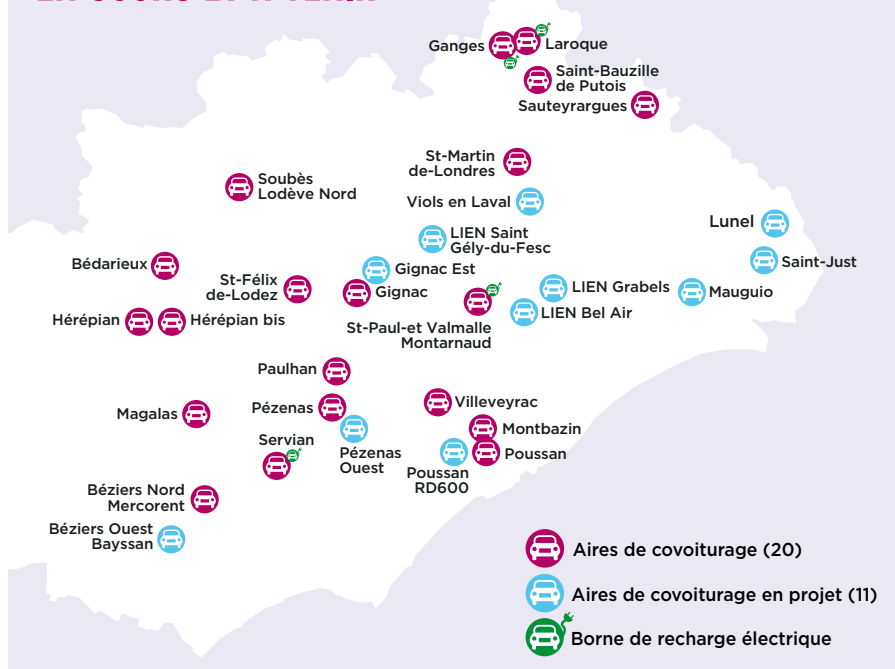 Ganges
Laroque
Saint-Bauzille
de Putois
Sauteyrargues
St-Martin
de-Londres
Soubès
Lodève Nord
Viols en Laval
LIEN Saint
Gély-du-Fesc
Lunel
Saint-Just
Bédarieux
Gignac Est
St-Félix
de-Lodez
Gignac
LIEN Grabels
Mauguio
Hérépian
Hérépian bis
LIEN Bel Air
St-Paul-et Valmalle
Montarnaud
Paulhan
Pézenas
Villeveyrac
Magalas
Montbazin
Servian
Pézenas
Ouest
Poussan
Poussan
RD600
Béziers Nord
Mercorent
Béziers Ouest
Bayssan
Aires de covoiturage (20)
Aires de covoiturage en projet (11)
Borne de recharge électrique